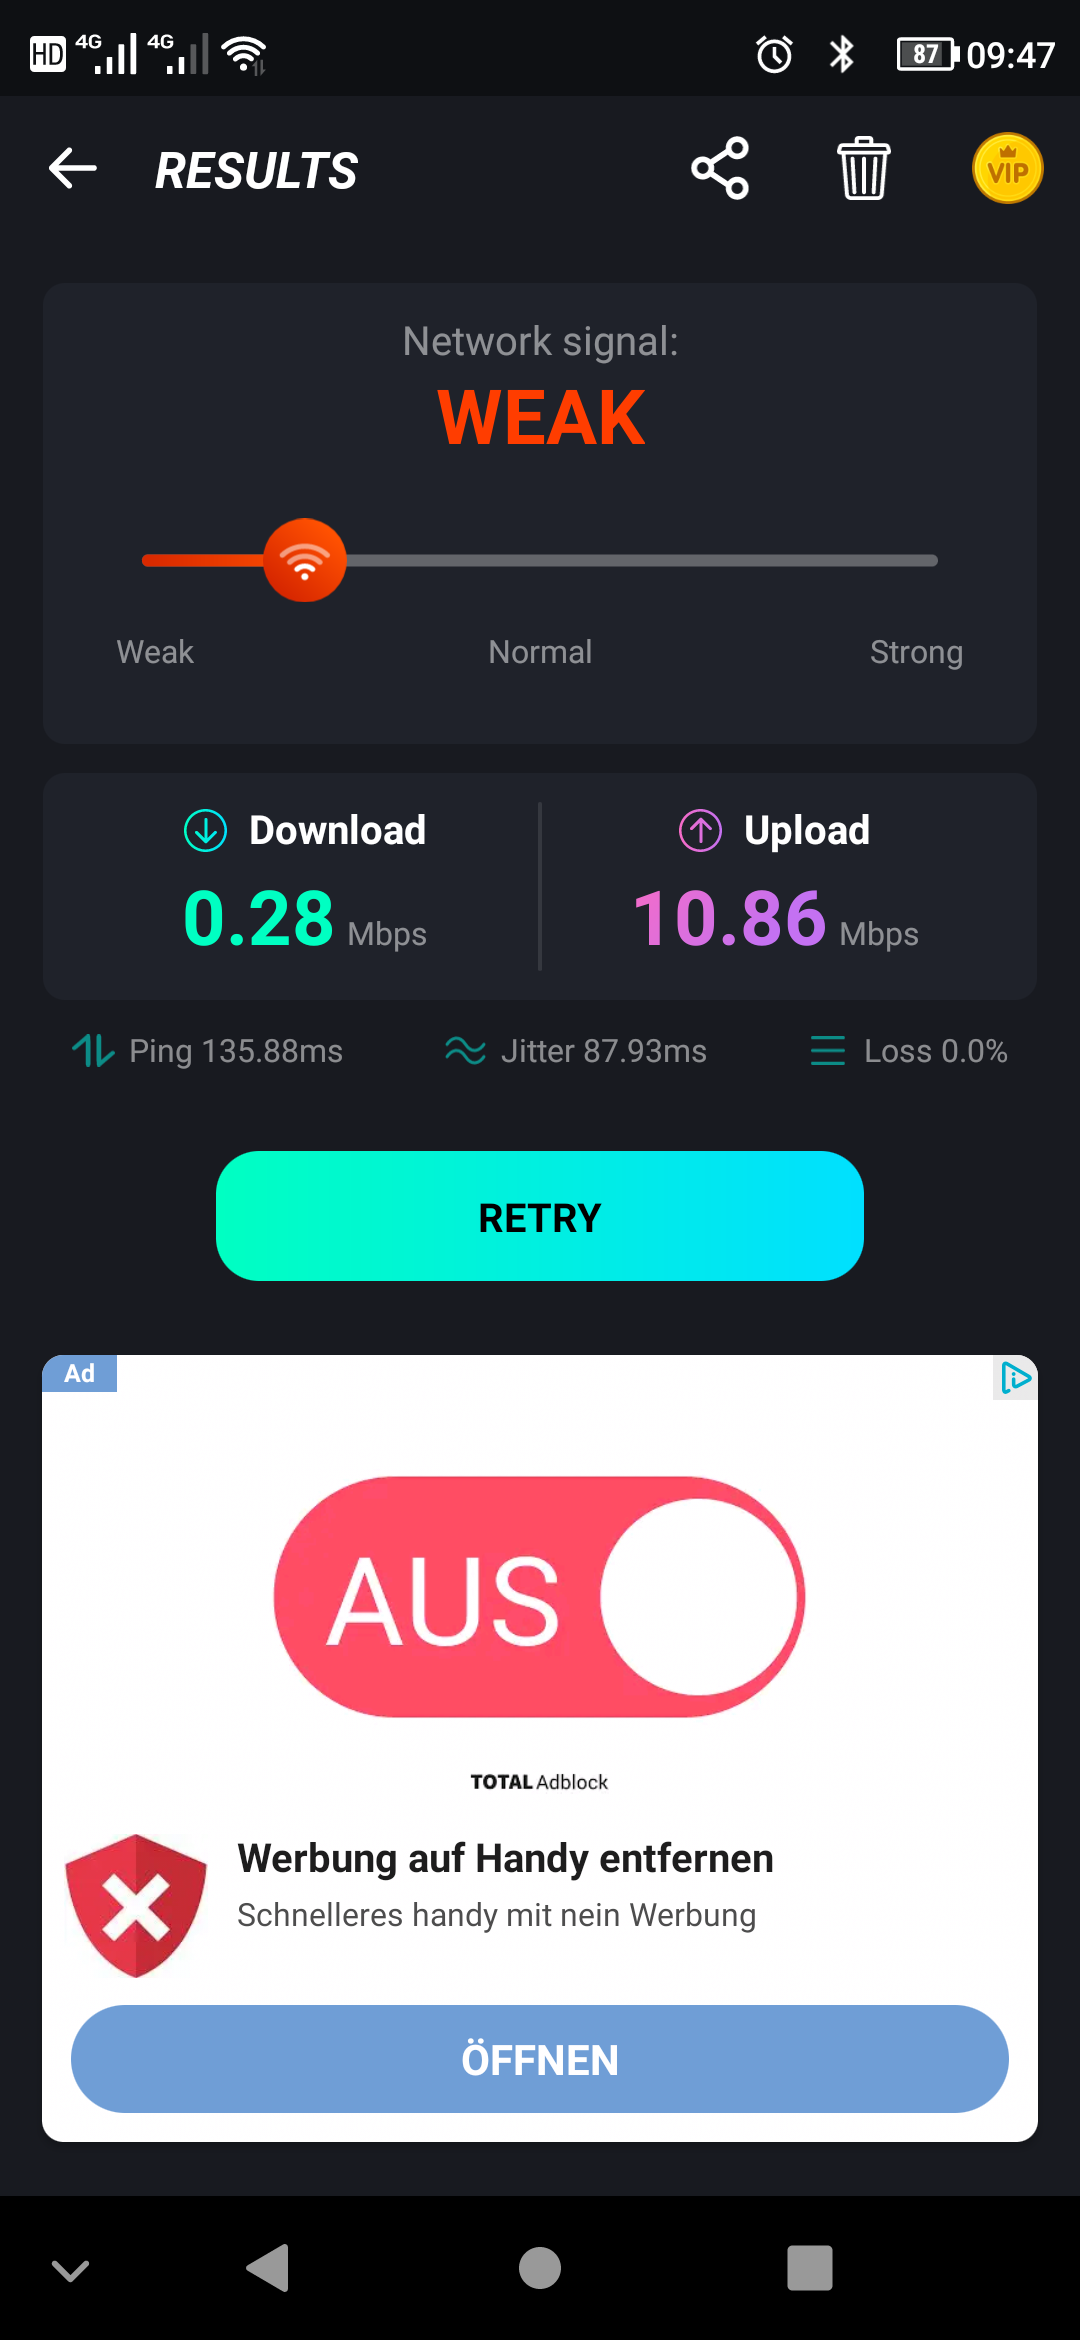 HD 4G 4G 87 09:47
RESULTS
VIP
Network signal:
WEAK
Weak Normal Strong
Download Upload
0.28 Mbps 10.86 Mbps
Ping 135.88ms Jitter 87.93ms Loss 0.0%
RETRY
Ad
AUS
TOTAL Adblock
Werbung auf Handy entfernen
Schnelleres handy mit nein Werbung
ÖFFNEN